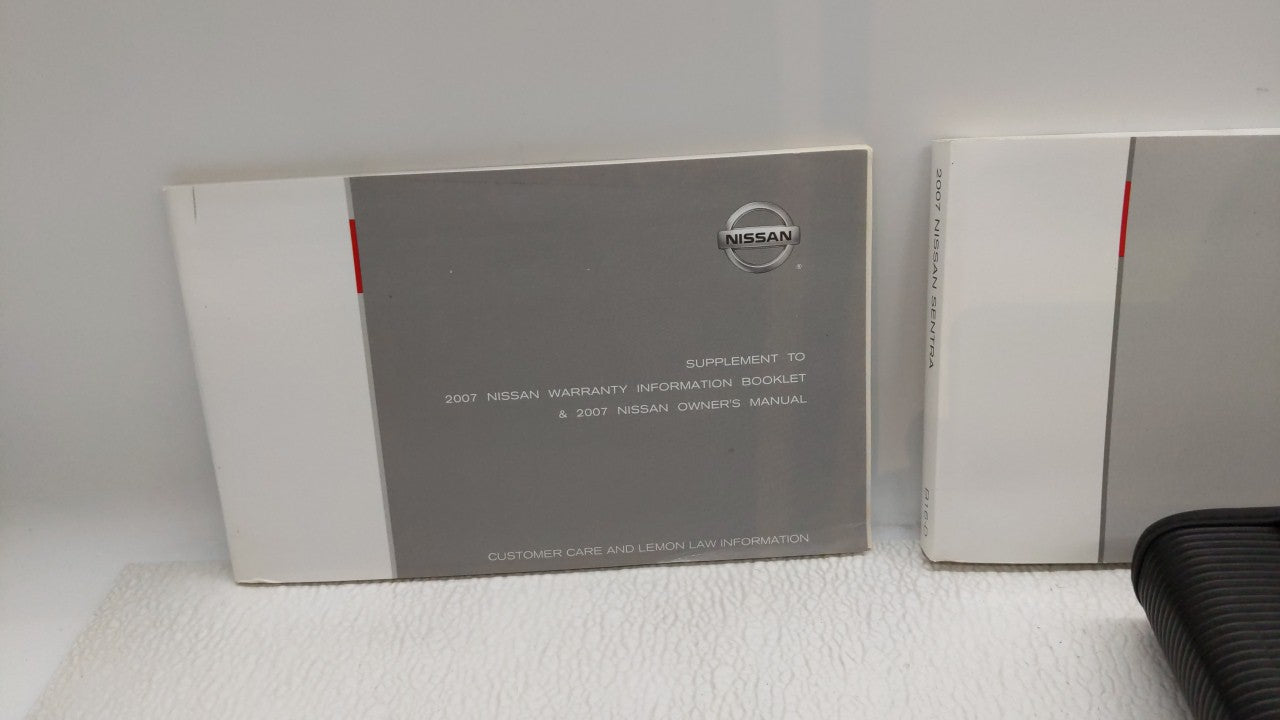 NISSAN
®
SUPPLEMENT TO
2007 NISSAN WARRANTY INFORMATION BOOKLET
& 2007 NISSAN OWNER'S MANUAL
CUSTOMER CARE AND LEMON LAW INFORMATION
2007 NISSAN SENTRA